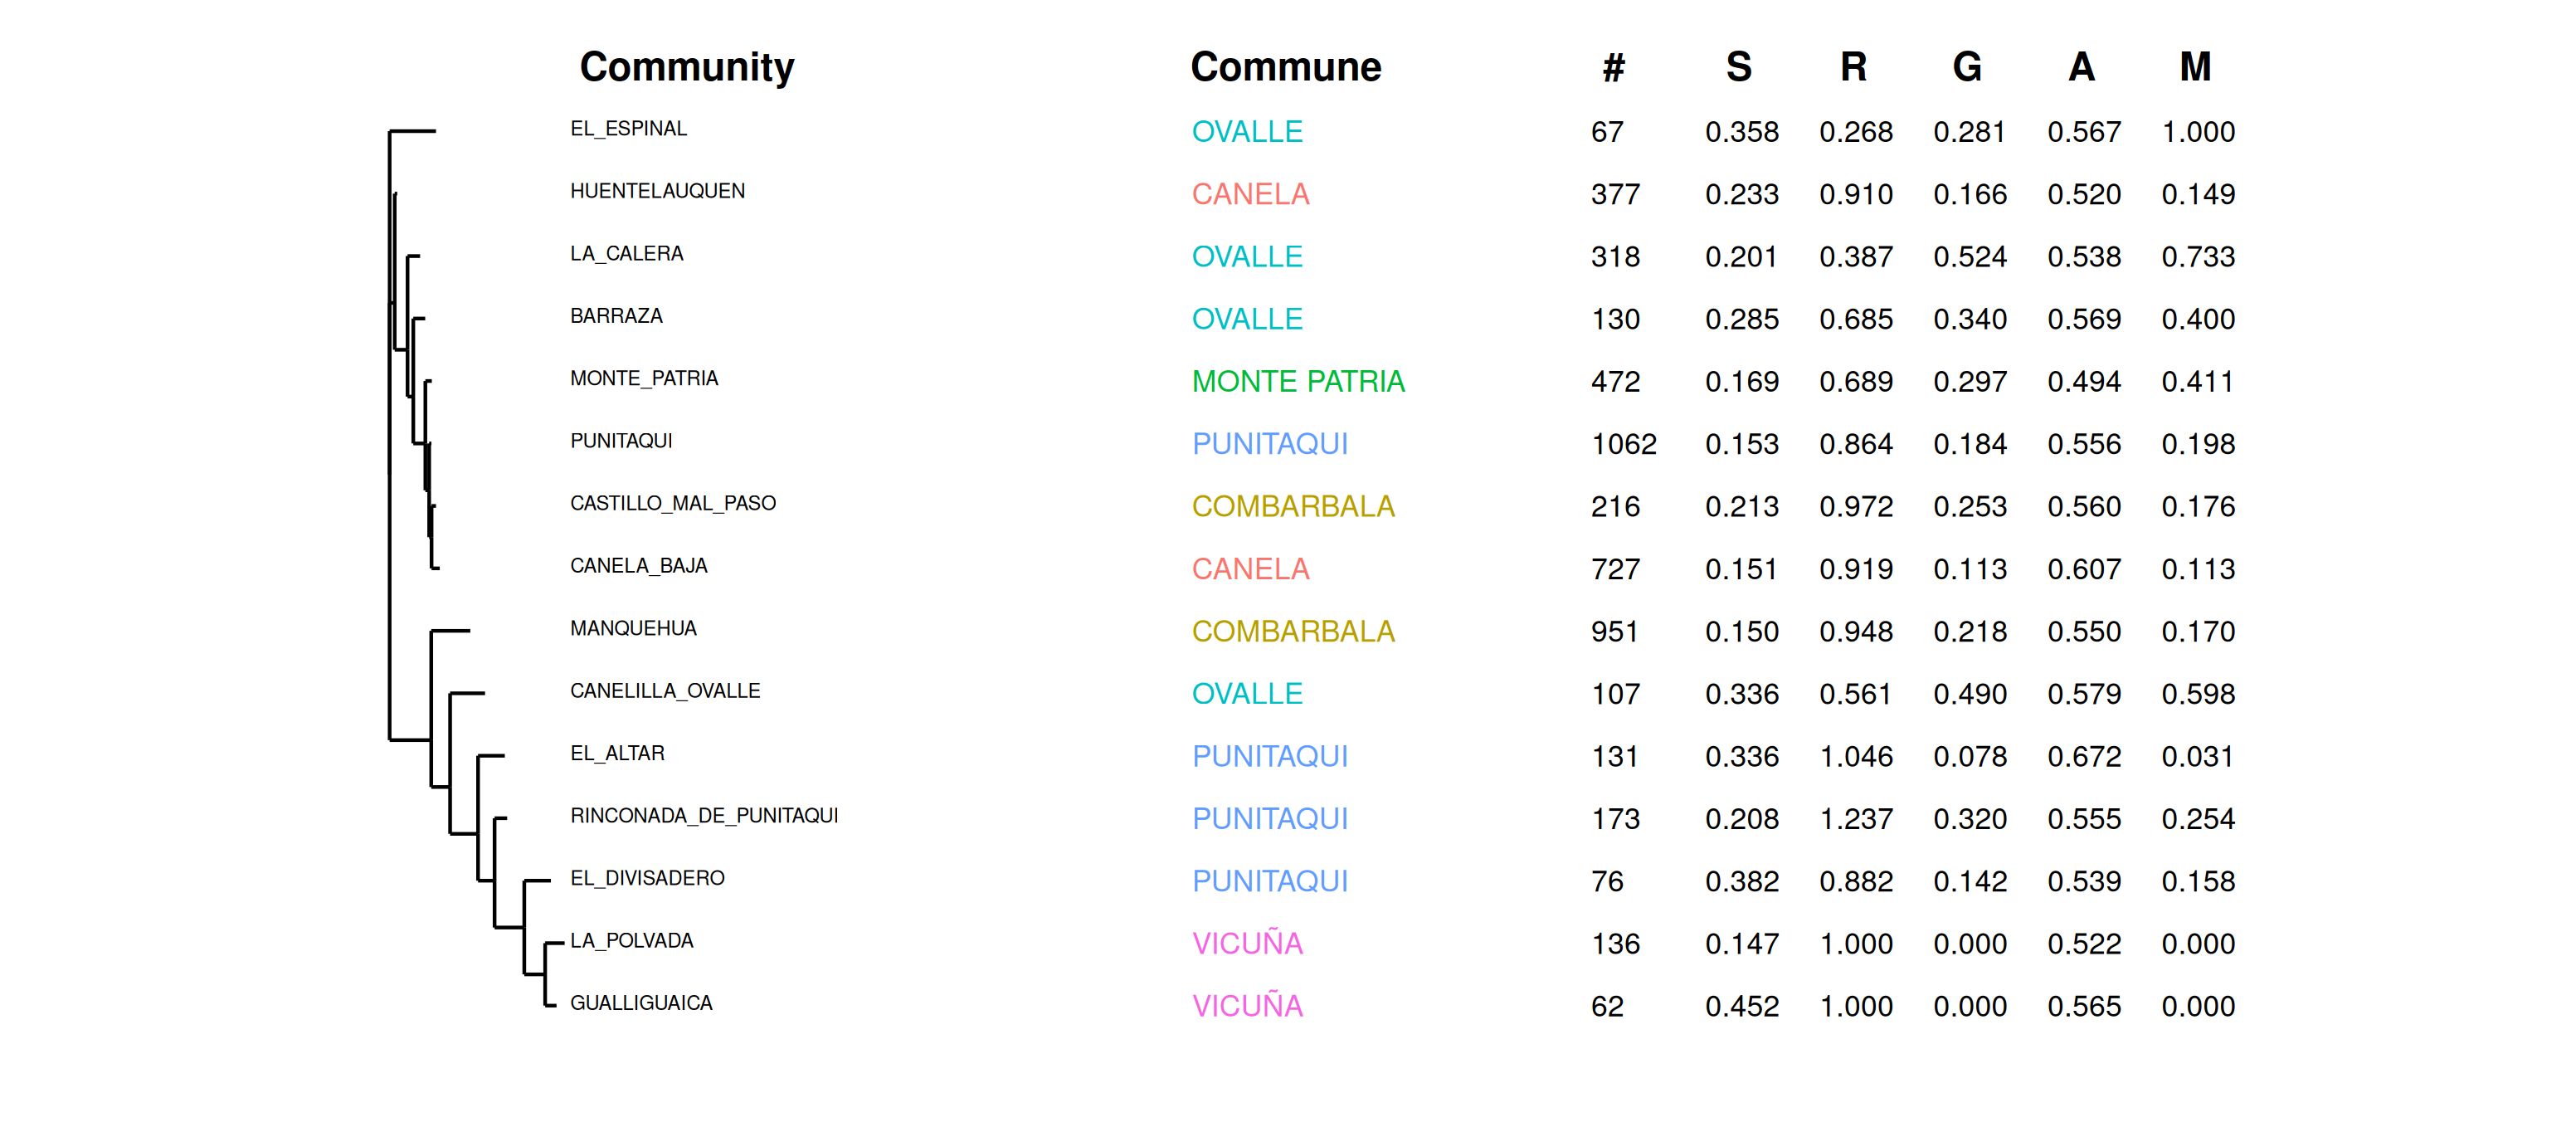 Community Commune # S R G A M
EL_ESPINAL OVALLE 67 0.358 0.268 0.281 0.567 1.000
HUENTELAUQUEN CANELA 377 0.233 0.910 0.166 0.520 0.149
LA_CALERA OVALLE 318 0.201 0.387 0.524 0.538 0.733
BARRAZA OVALLE 130 0.285 0.685 0.340 0.569 0.400
MONTE_PATRIA MONTE PATRIA 472 0.169 0.689 0.297 0.494 0.411
PUNITAQUI PUNITAQUI 1062 0.153 0.864 0.184 0.556 0.198
CASTILLO_MAL_PASO COMBARBALA 216 0.213 0.972 0.253 0.560 0.176
CANELA_BAJA CANELA 727 0.151 0.919 0.113 0.607 0.113
MANQUEHUA COMBARBALA 951 0.150 0.948 0.218 0.550 0.170
CANELILLA_OVALLE OVALLE 107 0.336 0.561 0.490 0.579 0.598
EL_ALTAR PUNITAQUI 131 0.336 1.046 0.078 0.672 0.031
RINCONADA_DE_PUNITAQUI PUNITAQUI 173 0.208 1.237 0.320 0.555 0.254
EL_DIVISADERO PUNITAQUI 76 0.382 0.882 0.142 0.539 0.158
LA_POLVADA VICUÑA 136 0.147 1.000 0.000 0.522 0.000
GUALLIGUAICA VICUÑA 62 0.452 1.000 0.000 0.565 0.000